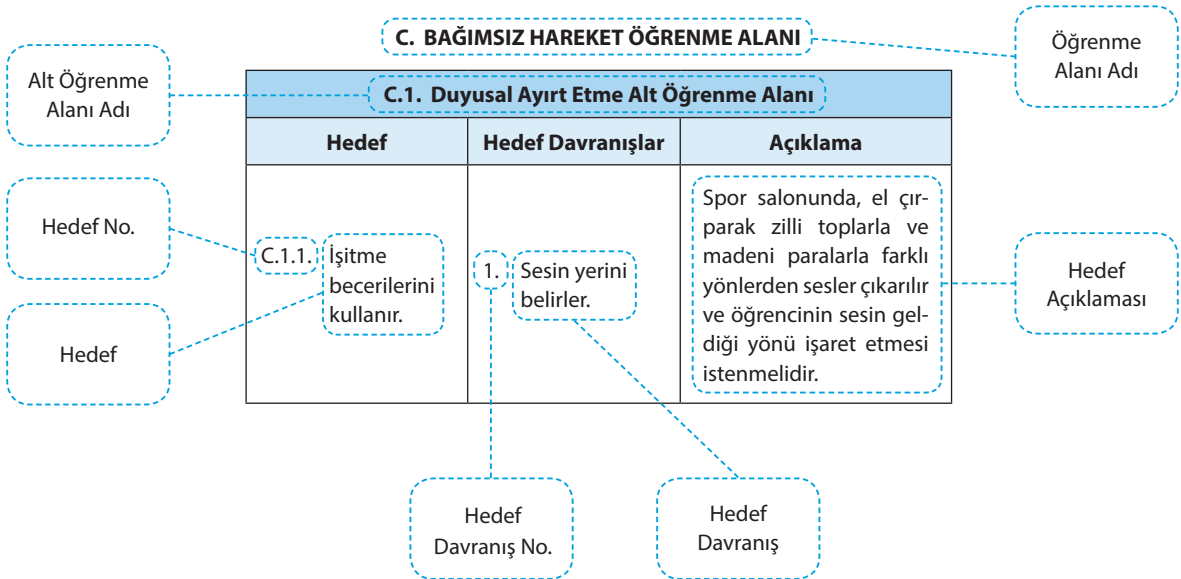 C. BAĞIMSIZ HAREKET ÖĞRENME ALANI
Öğrenme
Alanı Adı
Alt Öğrenme
Alanı Adı
C.1. Duyusal Ayırt Etme Alt Öğrenme Alanı
Hedef
Hedef Davranışlar
Açıklama
Hedef No.
Hedef
C.1.1. İşitme
becerilerini
kullanır.
1. Sesin yerini
belirler.
Spor salonunda, el çır-
parak zilli toplarla ve
madeni paralarla farklı
yönlerden sesler çıkarılır
ve öğrencinin sesin gel-
diği yönü işaret etmesi
istenmelidir.
Hedef
Açıklaması
Hedef
Davranış No.
Hedef
Davranış